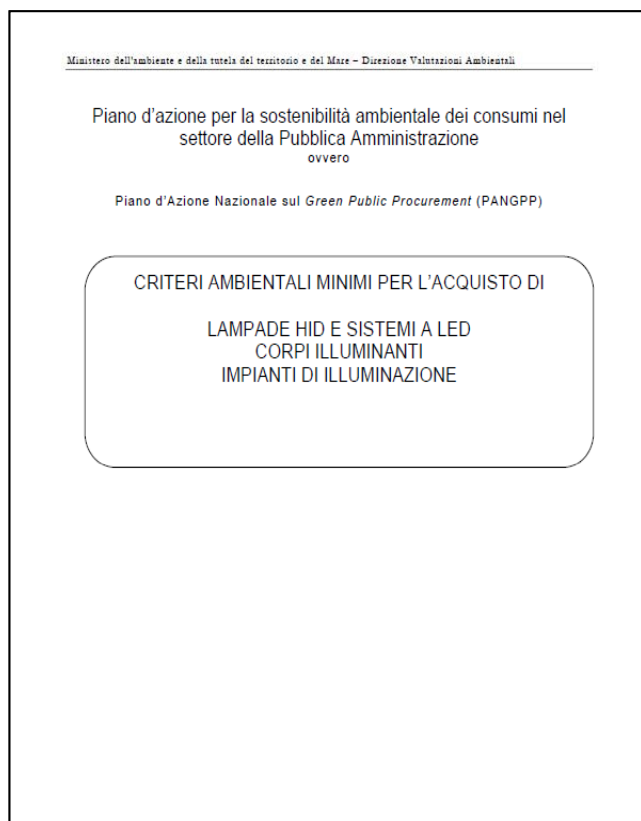 Ministero dell'ambiente e della tutela del territorio e del Mare – Direzione Valutazioni Ambientali
Piano d'azione per la sostenibilità ambientale dei consumi nel
settore della Pubblica Amministrazione
ovvero
Piano d'Azione Nazionale sul Green Public Procurement (PANGPP)
CRITERI AMBIENTALI MINIMI PER L'ACQUISTO DI
LAMPADE HID E SISTEMI A LED
CORPI ILLUMINANTI
IMPIANTI DI ILLUMINAZIONE